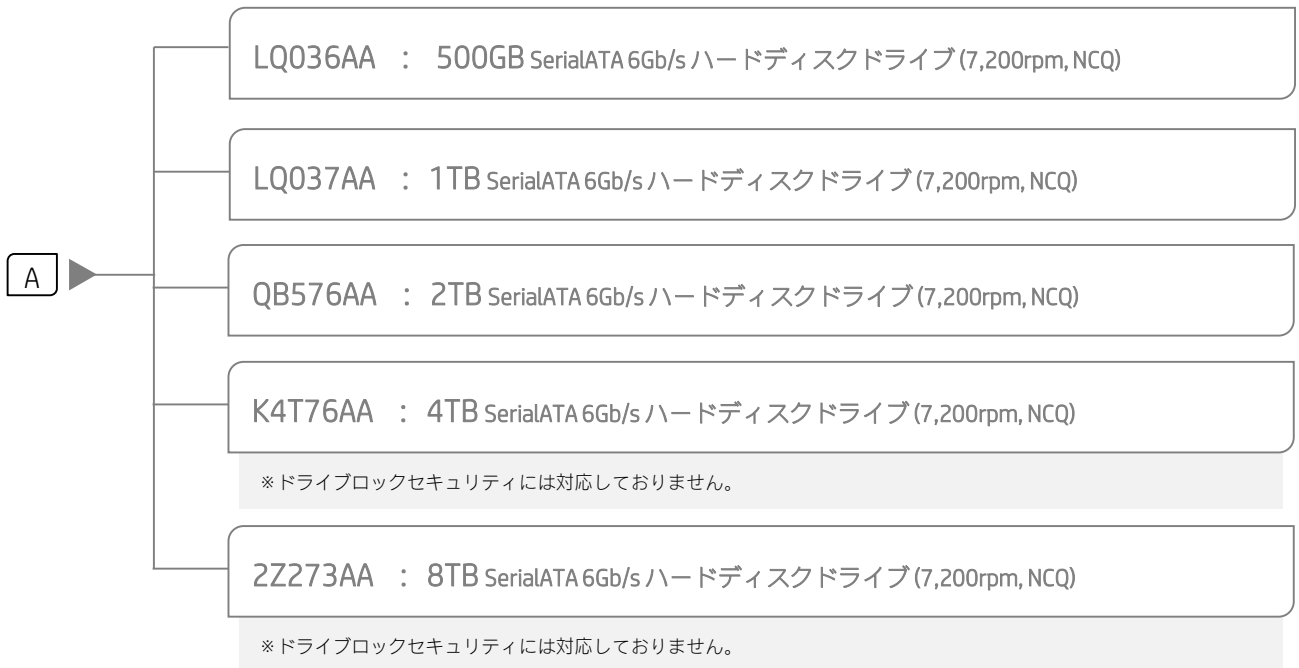 LQ036AA : 500GB SerialATA 6Gb/s ハードディスクドライブ (7,200rpm, NCQ)
LQ037AA : 1TB SerialATA 6Gb/s ハードディスクドライブ (7,200rpm, NCQ)
A
QB576AA : 2TB SerialATA 6Gb/s ハードディスクドライブ (7,200rpm, NCQ)
K4T76AA : 4TB SerialATA 6Gb/s ハードディスクドライブ (7,200rpm, NCQ)
※ドライブロックセキュリティには対応しておりません。
2Z273AA : 8TB SerialATA 6Gb/s ハードディスクドライブ (7,200rpm, NCQ)
※ドライブロックセキュリティには対応しておりません。